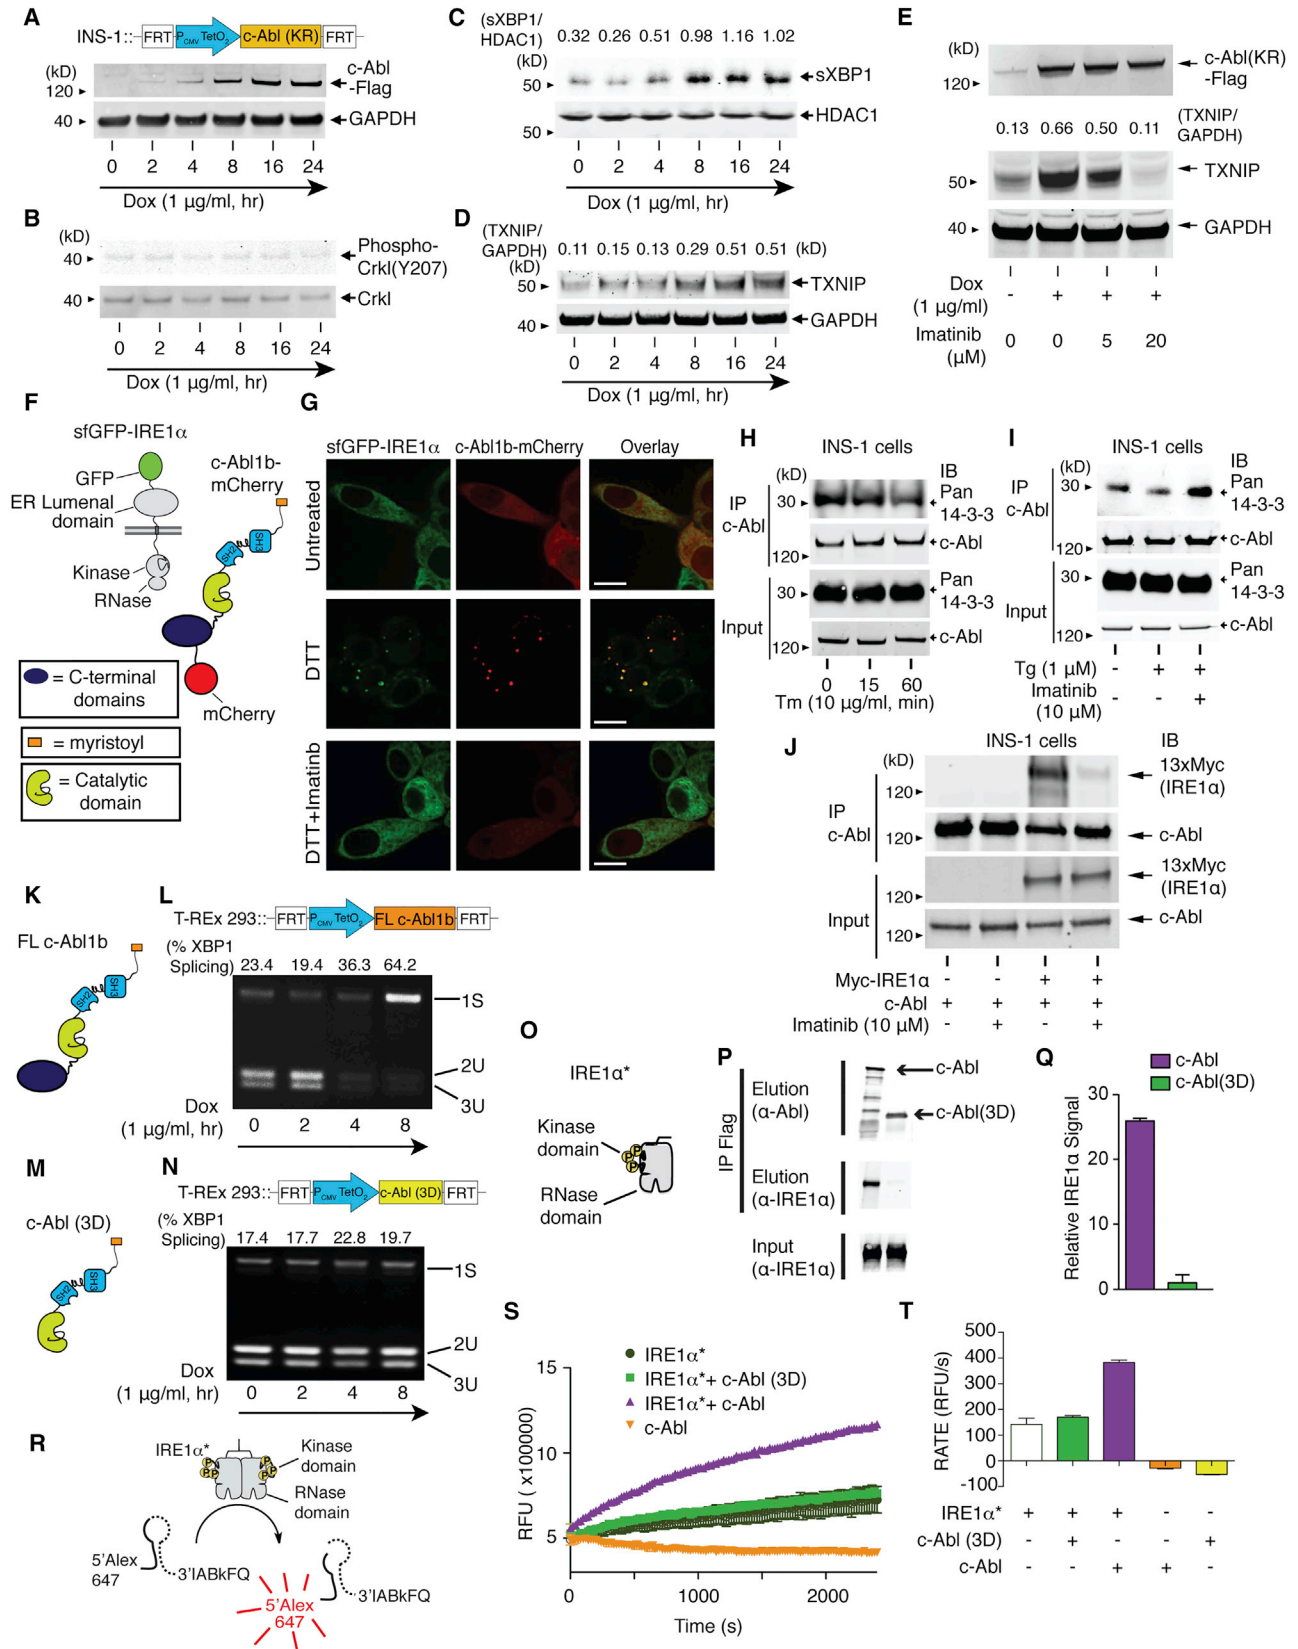 A
INS-1:: FRT PCMV TetO2 c-Abl (KR) FRT
(kD)
120
c-Abl
-Flag
40
GAPDH
0 2 4 8 16 24
Dox (1 µg/ml, hr)
B
(kD)
40
Phospho-
Crkl(Y207)
40
Crkl
0 2 4 8 16 24
Dox (1 µg/ml, hr)
C
(sXBP1/
HDAC1) 0.32 0.26 0.51 0.98 1.16 1.02
(kD)
50
sXBP1
HDAC1
50
0 2 4 8 16 24
Dox (1 µg/ml, hr)
D
(TXNIP/
GAPDH) 0.11 0.15 0.13 0.29 0.51 0.51 (kD)
(kD)
50
TXNIP
GAPDH
40
0 2 4 8 16 24
Dox (1 µg/ml, hr)
E
(kD)
120
c-Abl(KR)
-Flag
0.13 0.66 0.50 0.11 (TXNIP/
GAPDH)
50
TXNIP
40
GAPDH
Dox
(1 µg/ml) - + + +
Imatinib 0 0 5 20
(µM)
F
sfGFP-IRE1α
GFP
ER Lumenal
domain
Kinase
RNase
c-Abl1b-
mCherry
SH2 SH3
mCherry
= C-terminal
domains
= myristoyl
= Catalytic
domain
G
sfGFP-IRE1α c-Abl1b-mCherry Overlay
Untreated
DTT
DTT+Imatinb
H
INS-1 cells
(kD)
IB
IP
c-Abl
30
Pan
14-3-3
120
c-Abl
Input
30
Pan
14-3-3
120
c-Abl
0 15 60
Tm (10 µg/ml, min)
I
INS-1 cells
(kD)
IB
IP
c-Abl
30
Pan
14-3-3
120
c-Abl
Input
30
Pan
14-3-3
120
c-Abl
Tg (1 µM) - + +
Imatinib
(10 µM) - - +
J
INS-1 cells
(kD)
IB
IP
c-Abl
120
13xMyc
(IRE1α)
120
c-Abl
Input
120
13xMyc
(IRE1α)
120
c-Abl
Myc-IRE1α - - + +
c-Abl + + + +
Imatinib (10 µM) - + - +
K
FL c-Abl1b
SH2 SH3
L
T-REx 293:: FRT PCMV TetO2 FL c-Abl1b FRT
(% XBP1
Splicing) 23.4 19.4 36.3 64.2
1S
2U
3U
Dox
(1 µg/ml, hr) 0 2 4 8
M
c-Abl (3D)
SH2 SH3
N
T-REx 293:: FRT PCMV TetO2 c-Abl (3D) FRT
(% XBP1
Splicing) 17.4 17.7 22.8 19.7
1S
2U
3U
Dox
(1 µg/ml, hr) 0 2 4 8
O
IRE1α*
Kinase
domain
P
P
P
RNase
domain
P
IP Flag
Elution
(α-Abl)
c-Abl
c-Abl(3D)
Elution
(α-IRE1α)
Input
(α-IRE1α)
Q
c-Abl
c-Abl(3D)
Relative IRE1α Signal
30
20
10
0
R
IRE1α*
P P P P P P
Kinase
domain
RNase
domain
5'Alex
647
3'IABkFQ
5'Alex
647
3'IABkFQ
S
IRE1α*
IRE1α*+ c-Abl (3D)
IRE1α*+ c-Abl
c-Abl
RFU ( x100000)
15
10
5
0 1000 2000
Time (s)
T
RATE (RFU/s)
500
400
300
200
100
0
-100
IRE1α* + + + - -
c-Abl (3D) - + - - +
c-Abl - - + + -